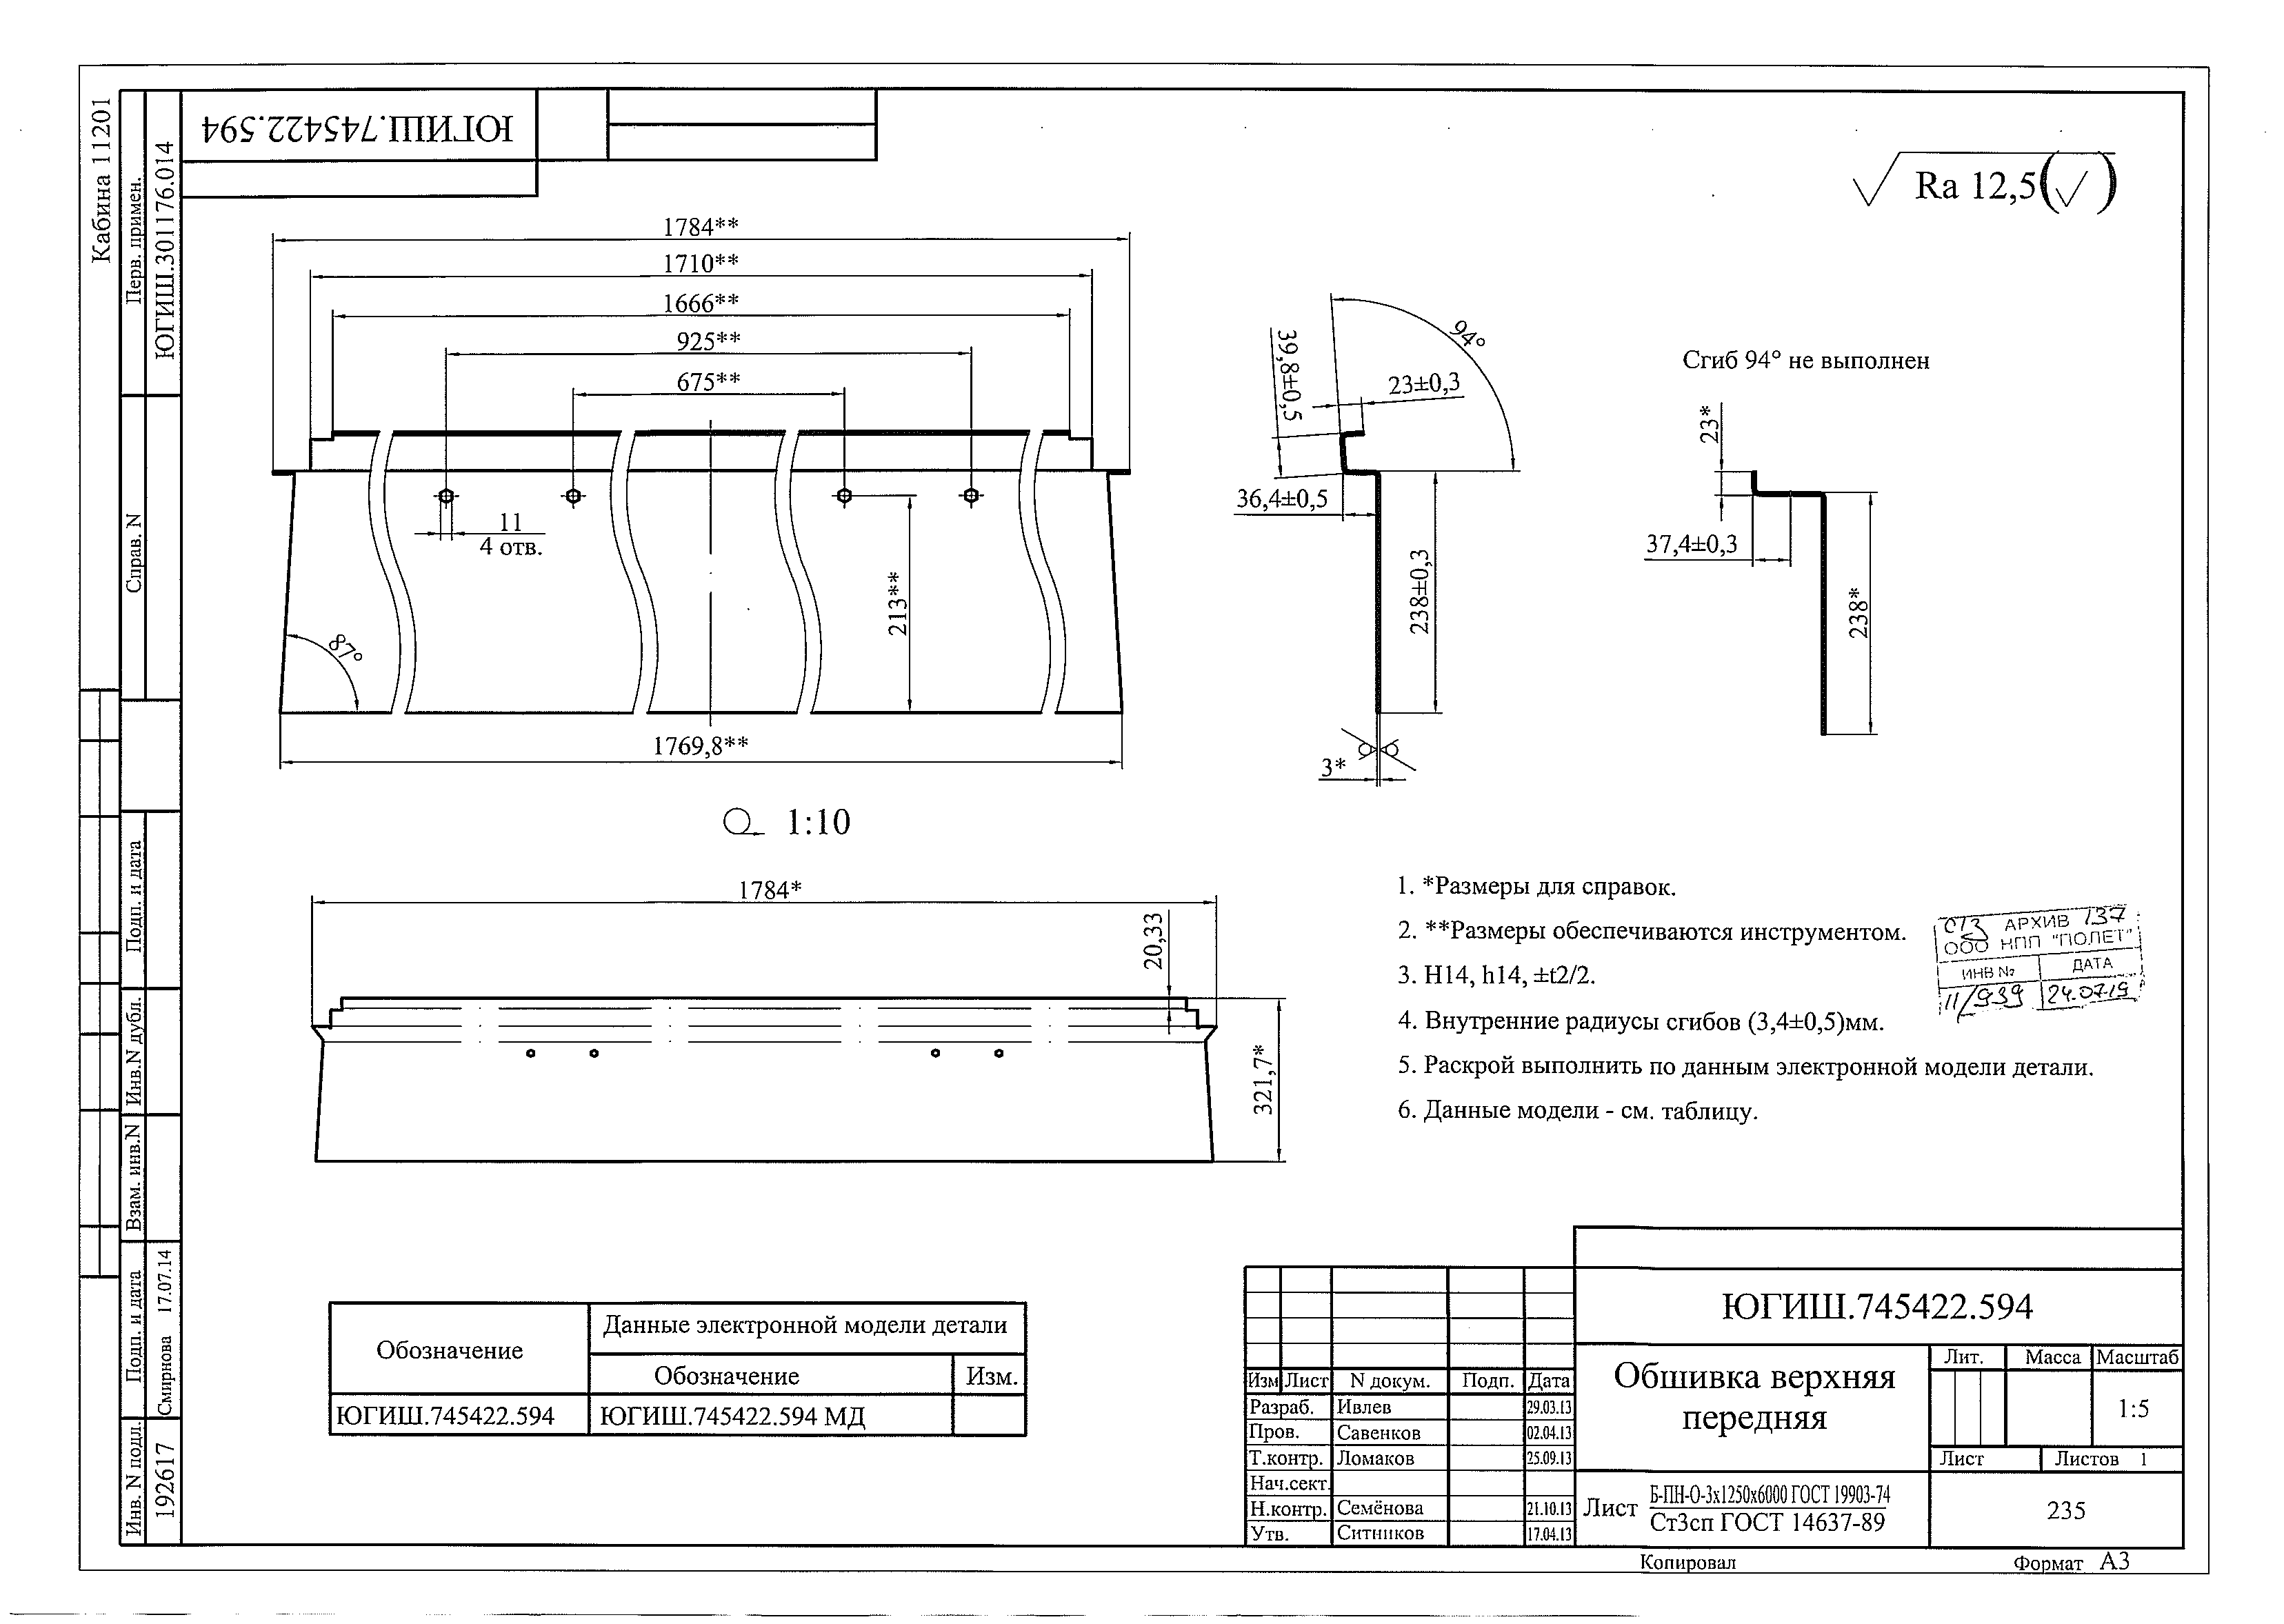 Кабина 11201
Перв. примен.
ЮГИШ.301176.014
Справ. N
Подп. и дата
Инв.N дубл.
Взам. инв.N
Подп. и дата
Смирнова 17.07.14
Инв. N подл.
192617
ЮГИШ.745422.594
Ra 12,5(√)
1784**
1710**
1666**
925**
675**
11
4 отв.
213**
87°
1769,8**
94°
39,8±0,5
23±0,3
36,4±0,5
238±0,3
3*
Сгиб 94° не выполнен
23*
37,4±0,3
238*
1:10
1784*
20,33
321,7*
1. *Размеры для справок.
2. **Размеры обеспечиваются инструментом.
3. H14, h14, ±t2/2.
4. Внутренние радиусы сгибов (3,4±0,5)мм.
5. Раскрой выполнить по данным электронной модели детали.
6. Данные модели - см. таблицу.
СГЗ АРХИВ 137
ООО НПП "ПОЛЕТ"
ИНВ № ДАТА
11/939 24.07.19
Обозначение
Данные электронной модели детали
Обозначение Изм.
ЮГИШ.745422.594 ЮГИШ.745422.594 МД
ЮГИШ.745422.594
Обшивка верхняя
передняя
Лит. Масса Масштаб
1:5
Лист Листов 1
Изм Лист N докум. Подп. Дата
Разраб. Ивлев 29.03.13
Пров. Савенков 02.04.13
Т.контр. Ломаков 25.09.13
Нач.сект.
Н.контр. Семёнова 21.10.13
Утв. Ситников 17.04.13
Лист Б-ПН-О-3х1250х6000 ГОСТ 19903-74
Ст3сп ГОСТ 14637-89
235
Копировал
Формат А3